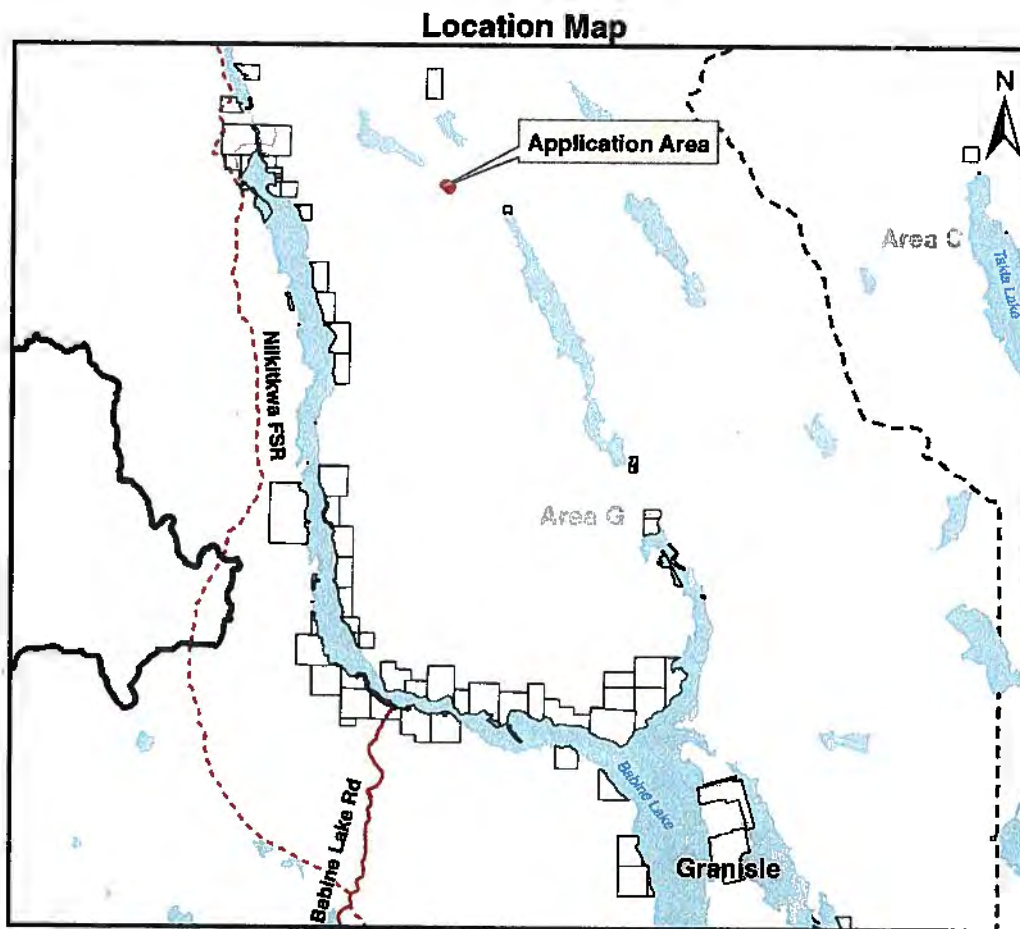 Location Map
N
Application Area
Area C
Takla Lake
Nilkitkwa FSR
Area G
Babine Lake
Babine Lake Rd
Granisle